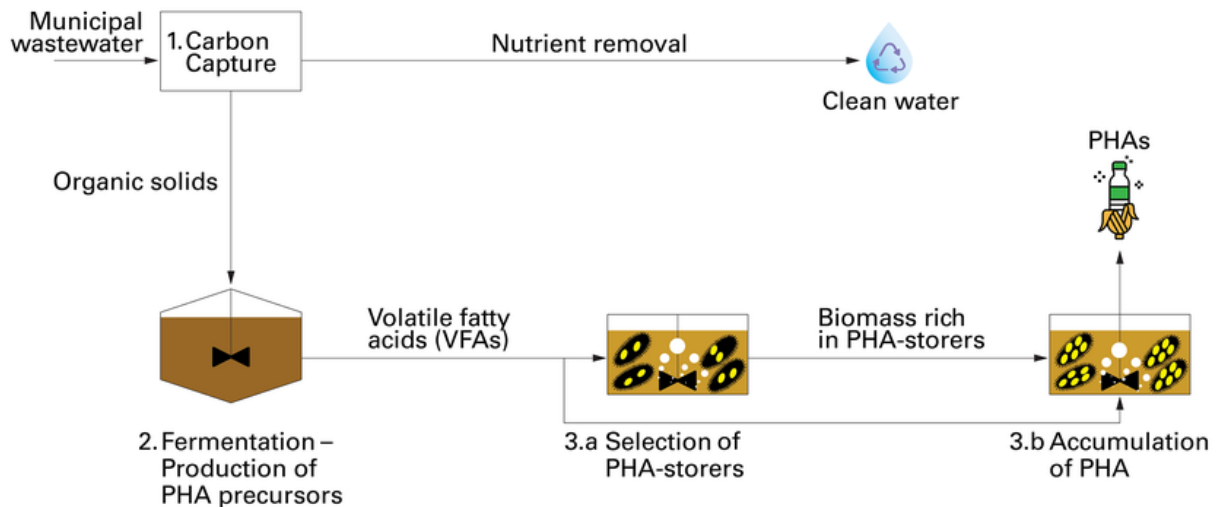 Municipal
wastewater
1. Carbon
Capture
Nutrient removal
Clean water
Organic solids
PHAs
Volatile fatty
acids (VFAs)
Biomass rich
in PHA-storers
2. Fermentation –
Production of
PHA precursors
3.a Selection of
PHA-storers
3.b Accumulation
of PHA